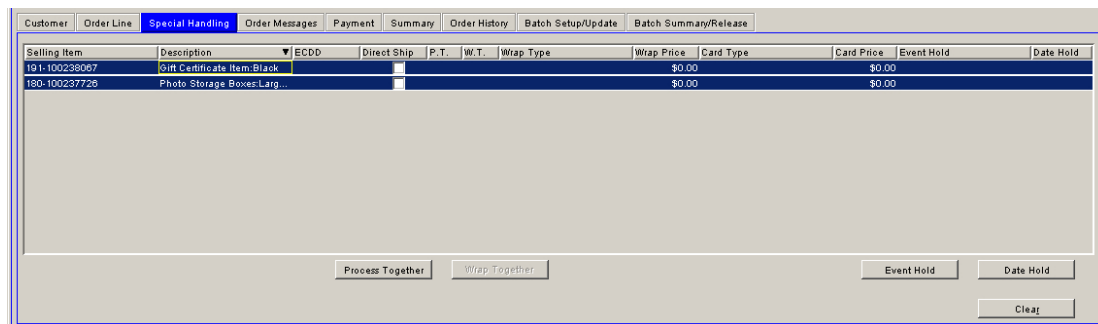 Customer Order Line Special Handling Order Messages Payment Summary Order History Batch Setup/Update Batch Summary/Release
Selling Item Description ECDD Direct Ship P.T. W.T. Wrap Type Wrap Price Card Type Card Price Event Hold Date Hold
191-100238067 Gift Certificate Item:Black $0.00 $0.00
180-100237726 Photo Storage Boxes:Larg... $0.00 $0.00
Process Together Wrap Together Event Hold Date Hold
Clear